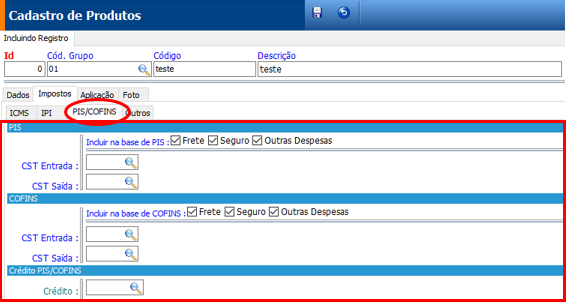 Cadastro de Produtos
Incluindo Registro
Id Cód. Grupo Código Descrição
0 01 teste teste
Dados Impostos Aplicação Foto
ICMS IPI PIS/COFINS Outros
PIS
Incluir na base de PIS : Frete Seguro Outras Despesas
CST Entrada :
CST Saída :
COFINS
Incluir na base de COFINS : Frete Seguro Outras Despesas
CST Entrada :
CST Saída :
Crédito PIS/COFINS
Crédito :